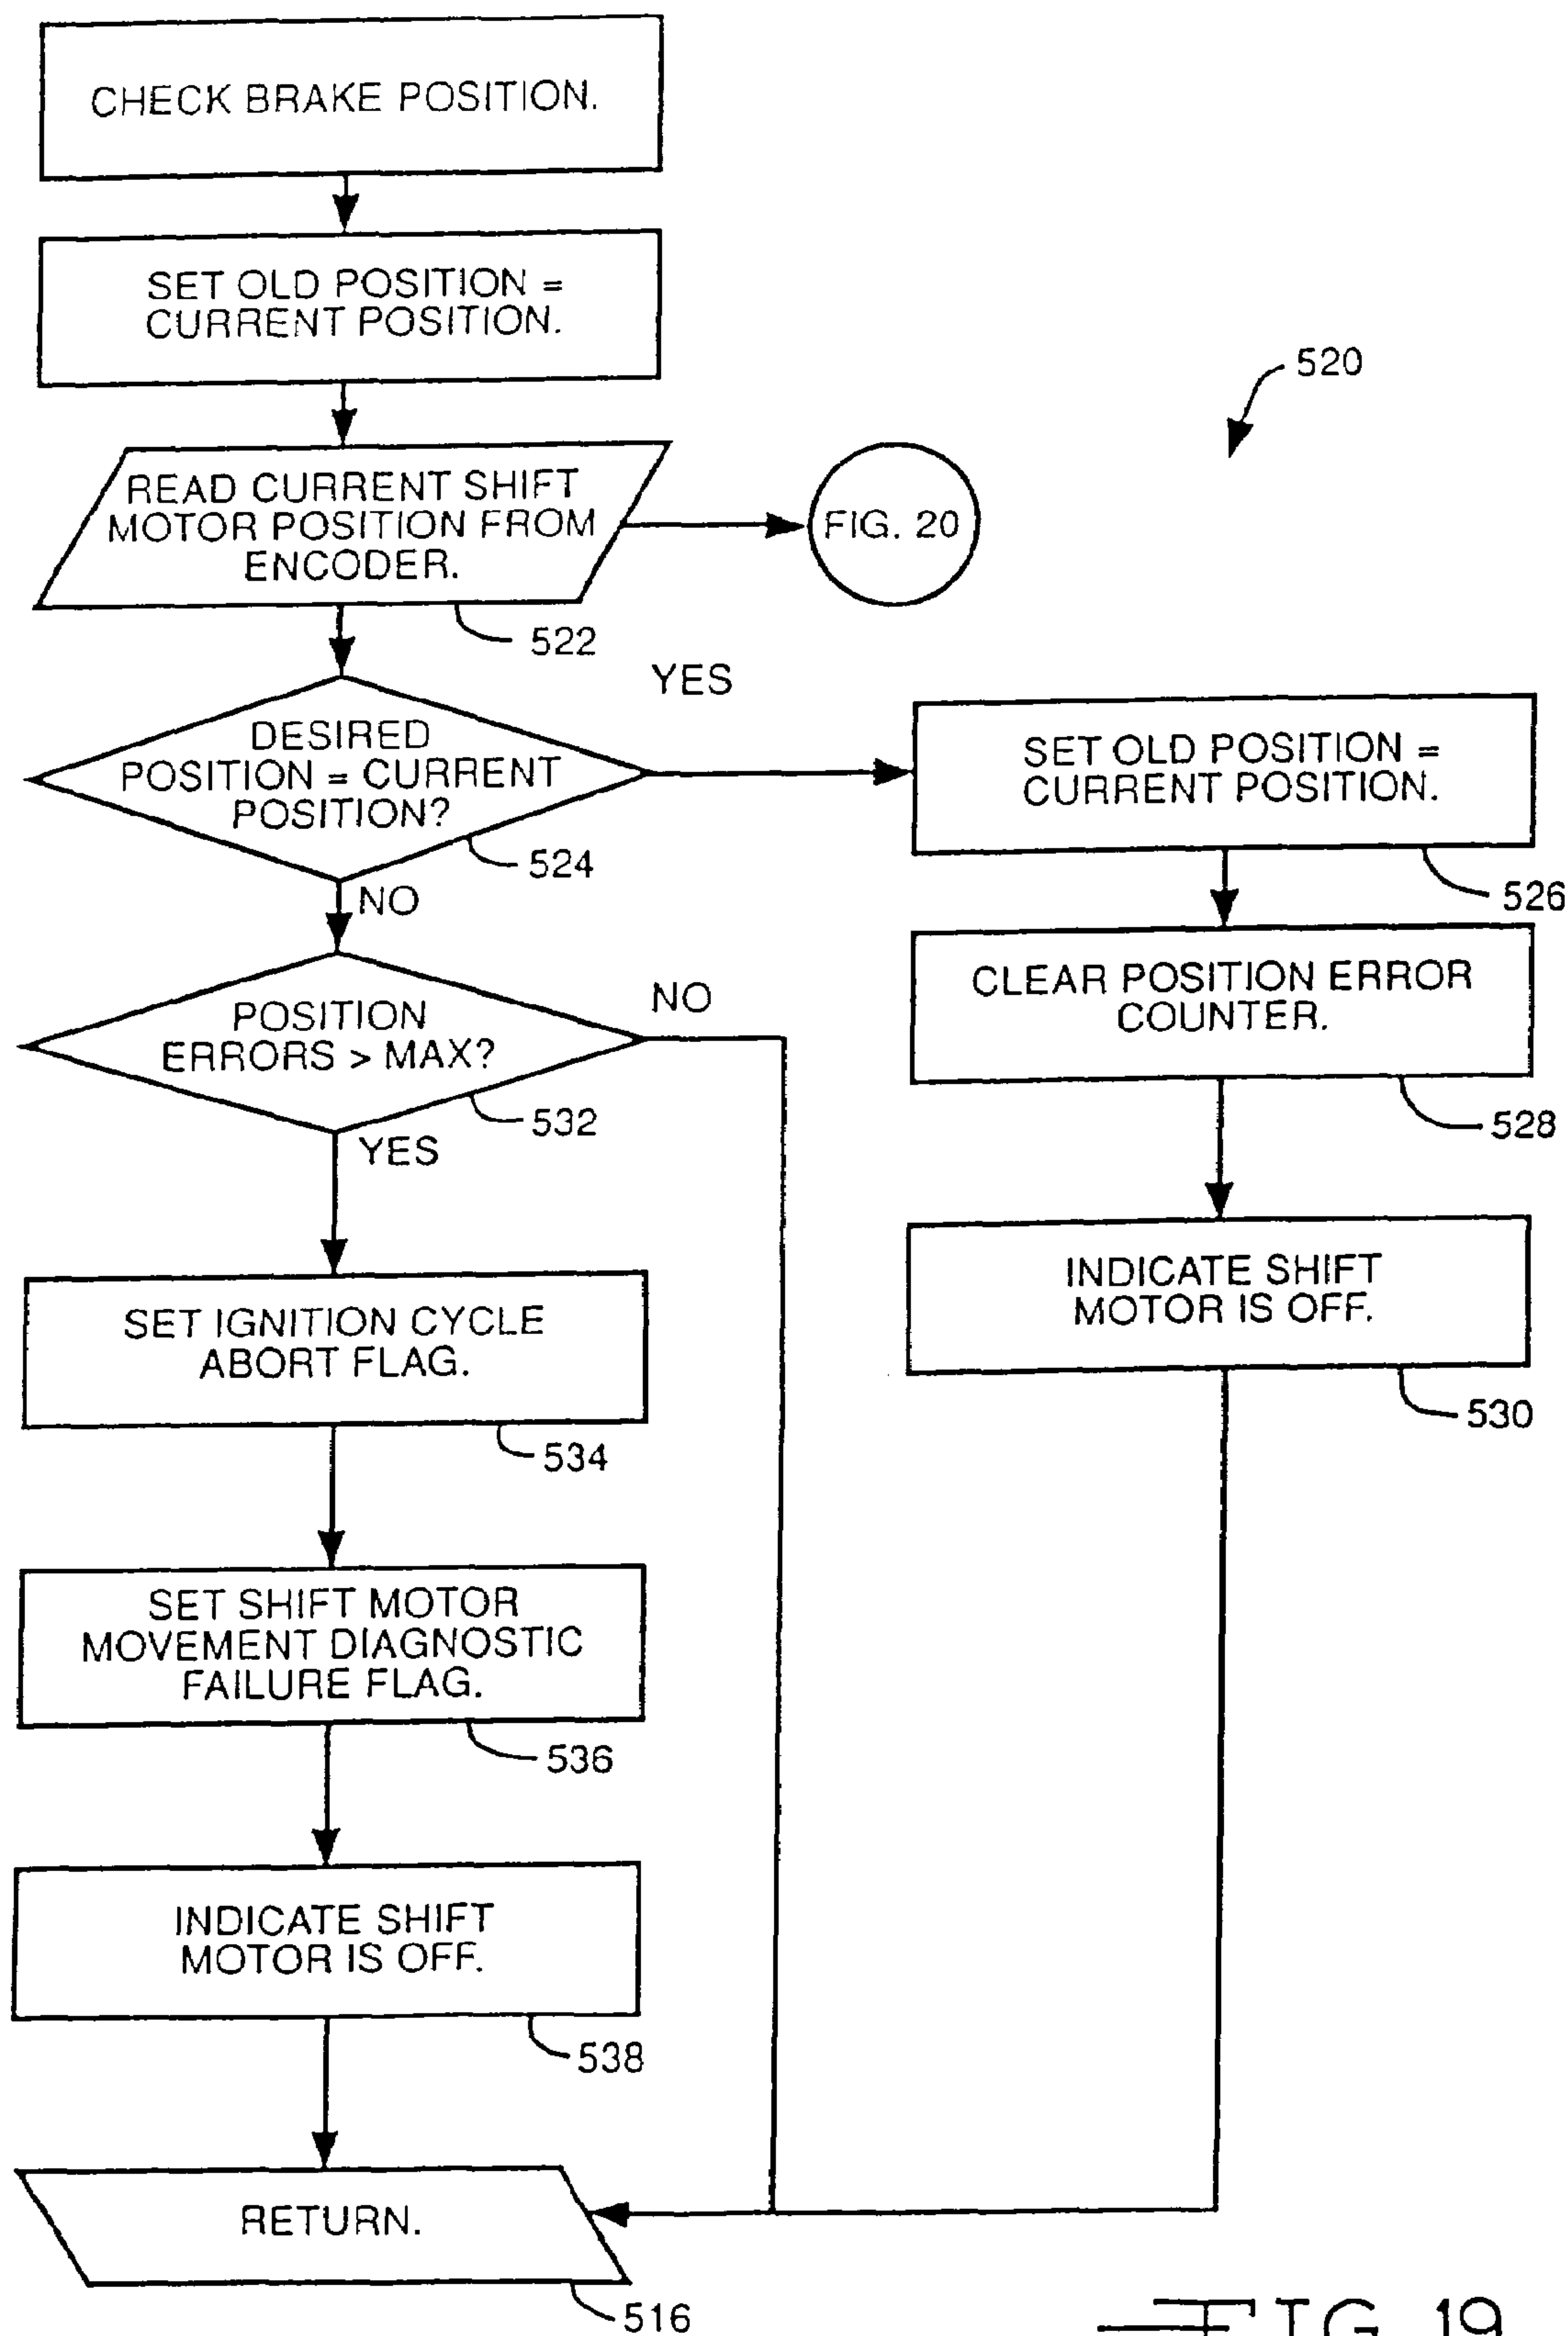 CHECK BRAKE POSITION.
SET OLD POSITION =
CURRENT POSITION.
520
READ CURRENT SHIFT
MOTOR POSITION FROM
ENCODER.
FIG. 20
522
YES
DESIRED
POSITION = CURRENT
POSITION?
524
NO
SET OLD POSITION =
CURRENT POSITION.
526
CLEAR POSITION ERROR
COUNTER.
528
POSITION
ERRORS > MAX?
NO
532
YES
INDICATE SHIFT
MOTOR IS OFF.
530
SET IGNITION CYCLE
ABORT FLAG.
534
SET SHIFT MOTOR
MOVEMENT DIAGNOSTIC
FAILURE FLAG.
536
INDICATE SHIFT
MOTOR IS OFF.
538
RETURN.
516
FIG 19